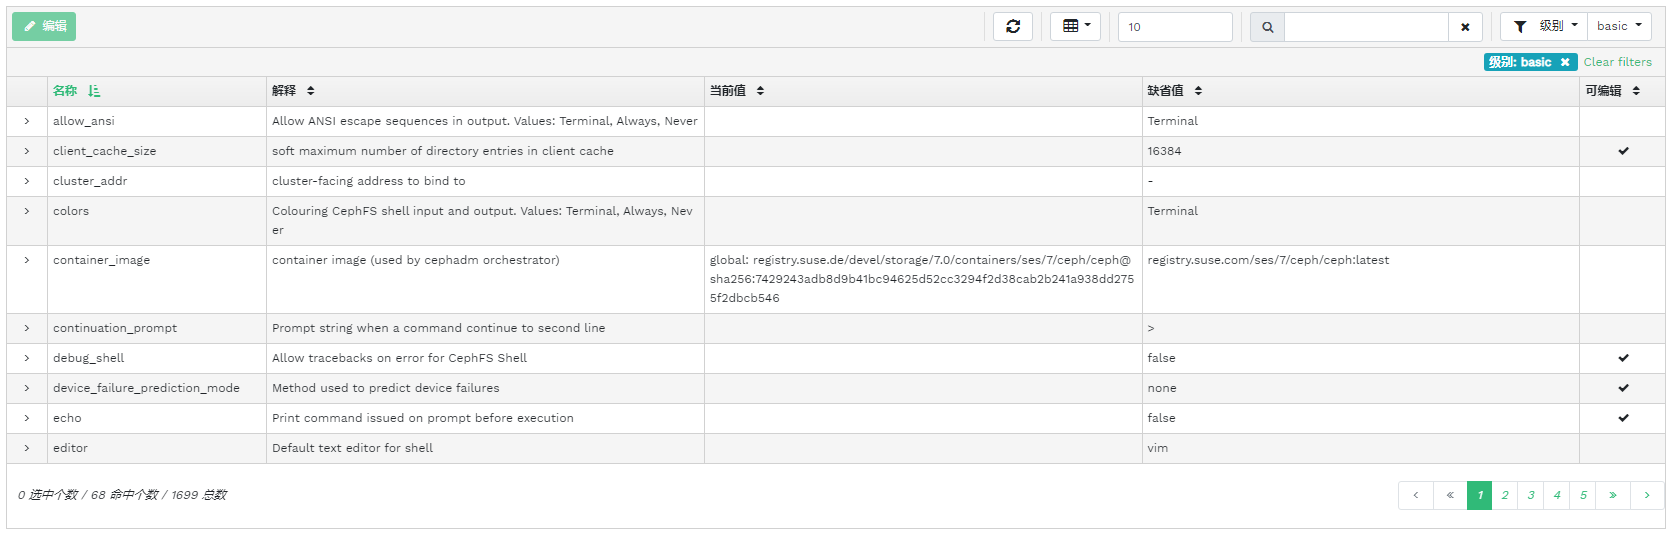 编辑
10
级别
basic
级别: basic
Clear filters
名称 解释 当前值 缺省值 可编辑
allow_ansi Allow ANSI escape sequences in output. Values: Terminal, Always, Never Terminal
client_cache_size soft maximum number of directory entries in client cache 16384
cluster_addr cluster-facing address to bind to -
colors Colouring CephFS shell input and output. Values: Terminal, Always, Nev Terminal
er
container_image container image (used by cephadm orchestrator) global: registry.suse.de/devel/storage/7.0/containers/ses/7/ceph/ceph@ registry.suse.com/ses/7/ceph/ceph:latest
sha256:7429243adb8d9b41bc94625d52cc3294f2d38cab2b241a938dd275
5f2dbcb546
continuation_prompt Prompt string when a command continue to second line >
debug_shell Allow tracebacks on error for CephFS Shell false
device_failure_prediction_mode Method used to predict device failures none
echo Print command issued on prompt before execution false
editor Default text editor for shell vim
0 选中个数 / 68 命中个数 / 1699 总数
‹ « 1 2 3 4 5 » ›